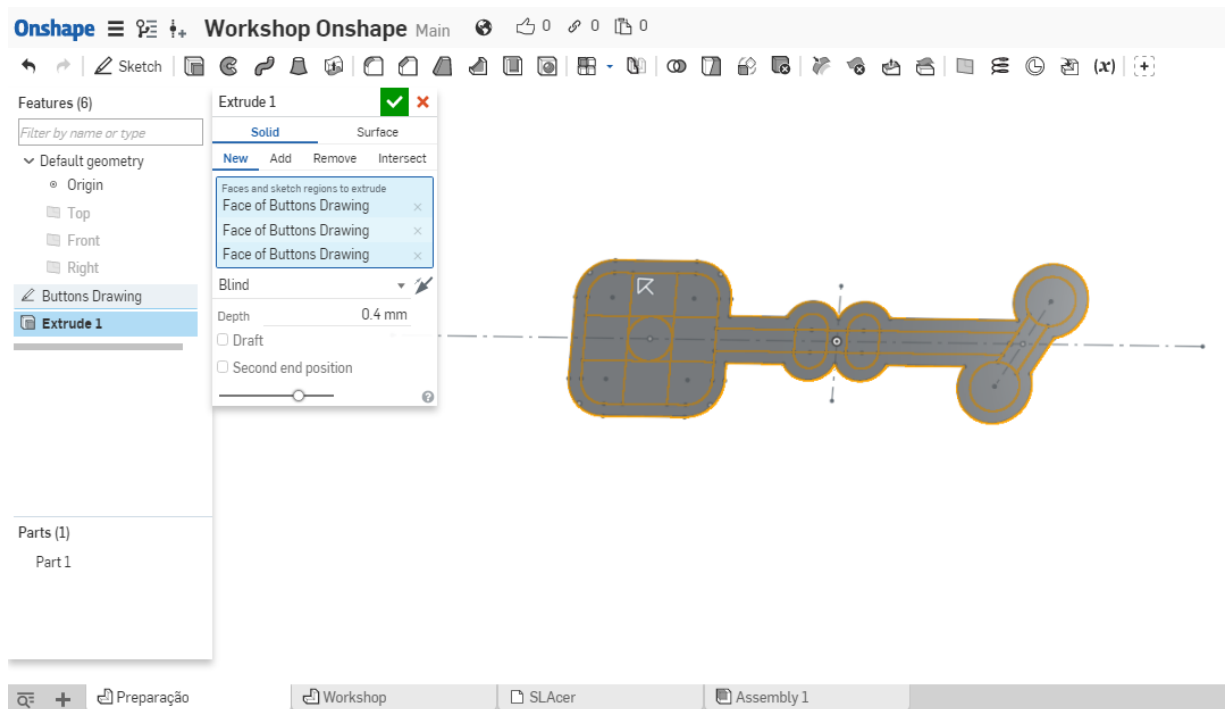 Onshape Workshop Onshape Main 0 0 0
Sketch (x)
Features (6)
Filter by name or type
Default geometry
Origin
Top
Front
Right
Buttons Drawing
Extrude 1
Extrude 1
Solid Surface
New Add Remove Intersect
Faces and sketch regions to extrude
Face of Buttons Drawing
Face of Buttons Drawing
Face of Buttons Drawing
Blind
Depth 0.4 mm
Draft
Second end position
Parts (1)
Part 1
Preparação Workshop SLAcer Assembly 1